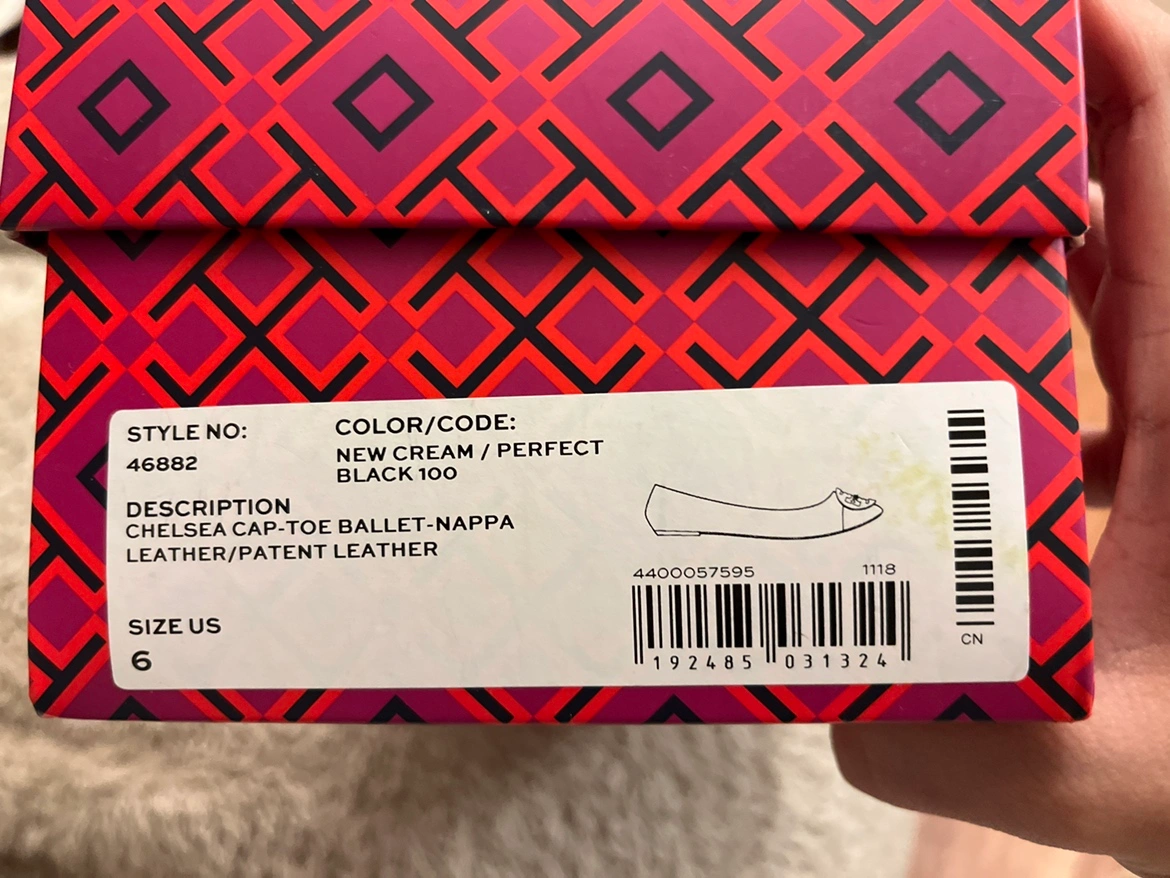 STYLE NO:
46882
COLOR/CODE:
NEW CREAM / PERFECT
BLACK 100
DESCRIPTION
CHELSEA CAP-TOE BALLET-NAPPA
LEATHER/PATENT LEATHER
SIZE US
6
4400057595 1118
192485 031324
CN